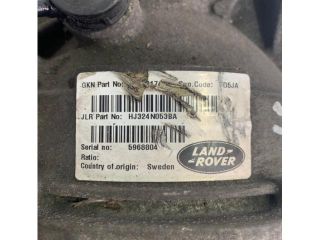 GKN Part No: Sup.Code:
JLR Part No: HJ324N053BA
Serial no: 5968804
Ratio:
Country of origin: Sweden
LAND-
ROVER